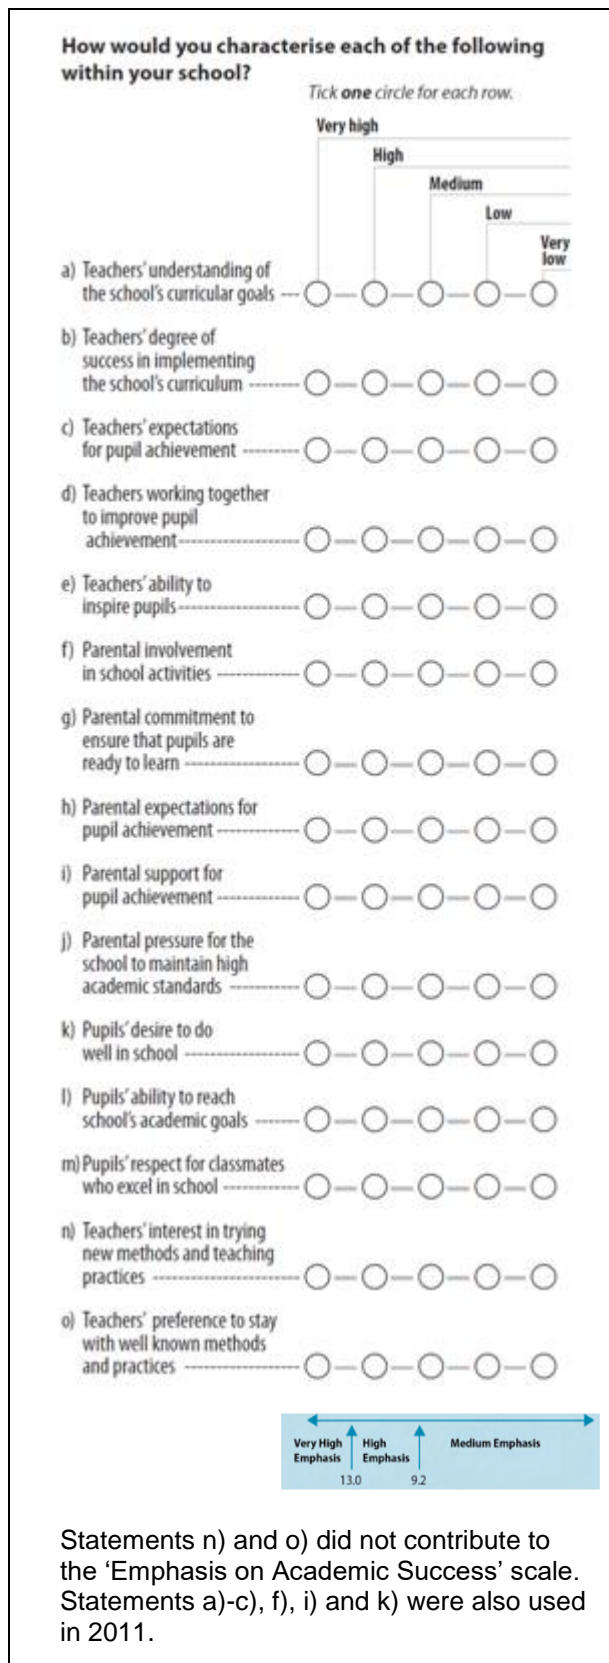 How would you characterise each of the following
within your school?
Tick one circle for each row.
Very high
High
Medium
Low
Very
low
a) Teachers' understanding of
the school's curricular goals
b) Teachers' degree of
success in implementing
the school's curriculum
c) Teachers' expectations
for pupil achievement
d) Teachers working together
to improve pupil
achievement
e) Teachers' ability to
inspire pupils
f) Parental involvement
in school activities
g) Parental commitment to
ensure that pupils are
ready to learn
h) Parental expectations for
pupil achievement
i) Parental support for
pupil achievement
j) Parental pressure for the
school to maintain high
academic standards
k) Pupils' desire to do
well in school
l) Pupils' ability to reach
school's academic goals
m) Pupils' respect for classmates
who excel in school
n) Teachers' interest in trying
new methods and teaching
practices
o) Teachers' preference to stay
with well known methods
and practices
Very High High Medium Emphasis
Emphasis Emphasis
13.0 9.2
Statements n) and o) did not contribute to
the ‘Emphasis on Academic Success’ scale.
Statements a)-c), f), i) and k) were also used
in 2011.